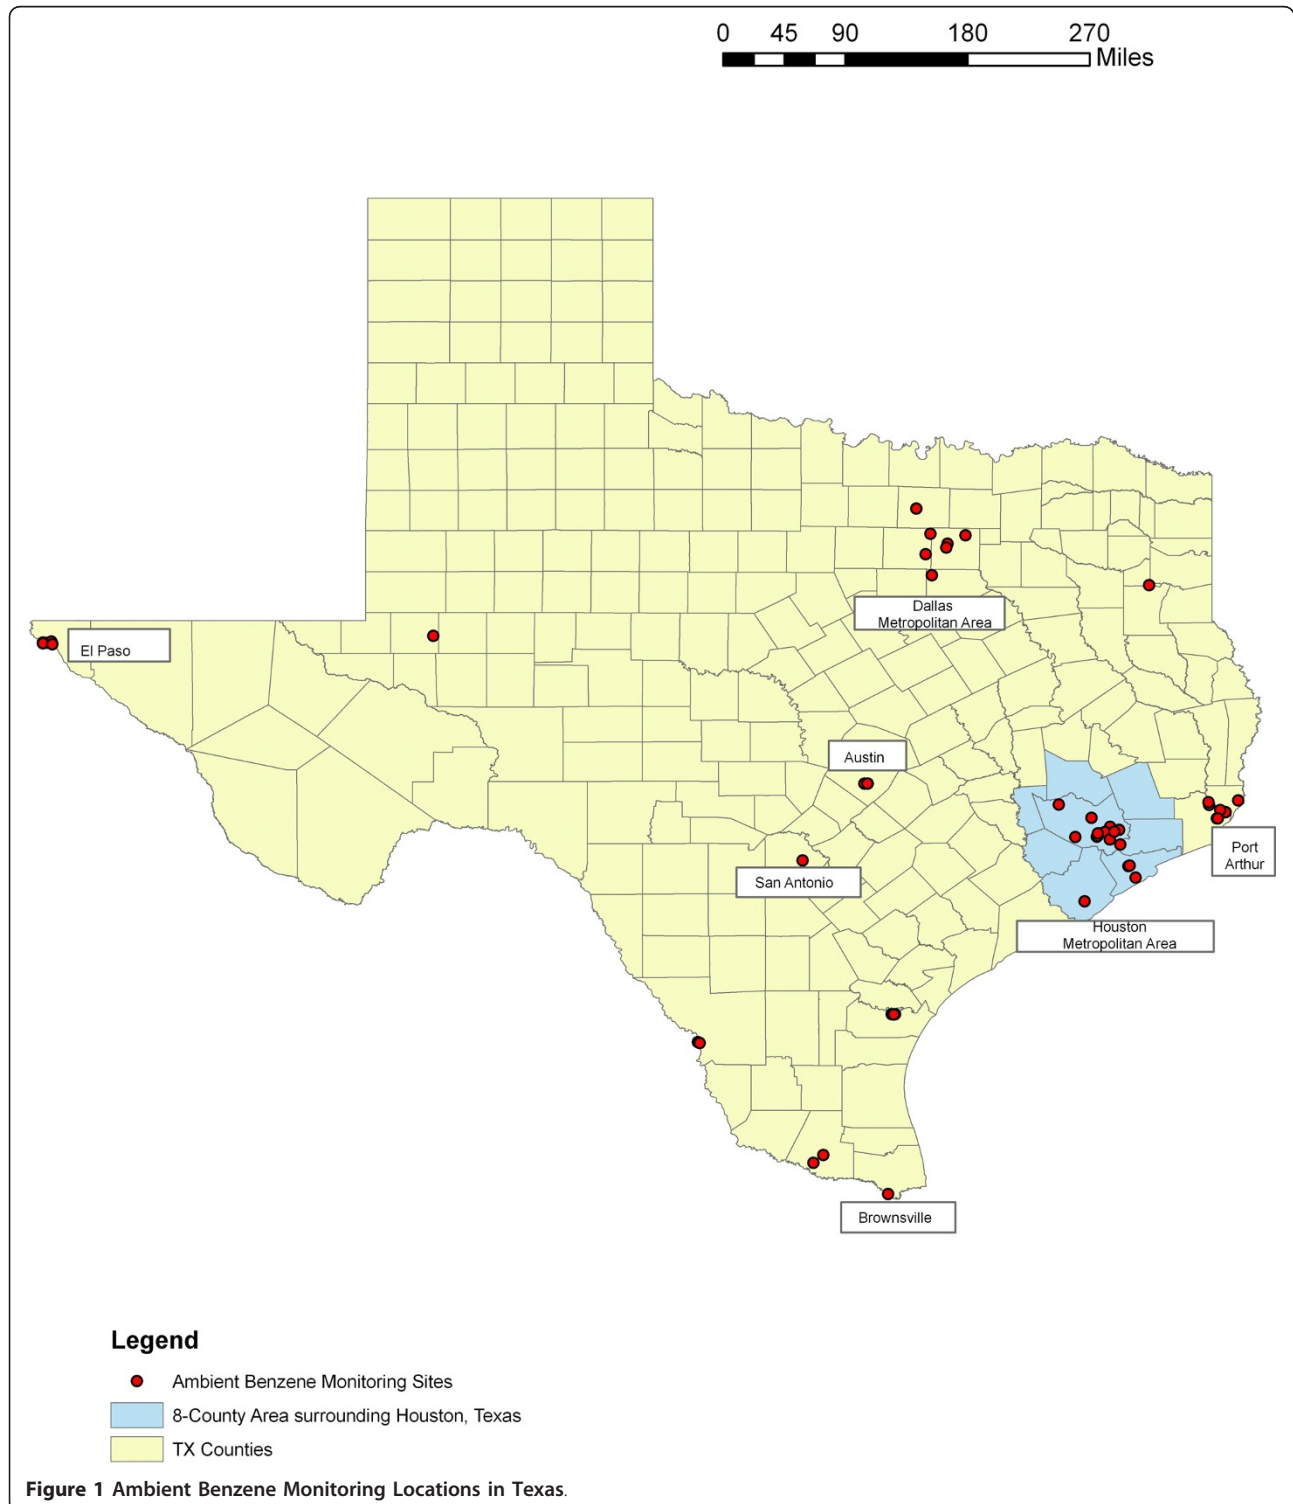 0 45 90 180 270
Miles
Dallas
Metropolitan Area
El Paso
Austin
Port
Arthur
San Antonio
Houston
Metropolitan Area
Brownsville
Legend
Ambient Benzene Monitoring Sites
8-County Area surrounding Houston, Texas
TX Counties
Figure 1 Ambient Benzene Monitoring Locations in Texas.